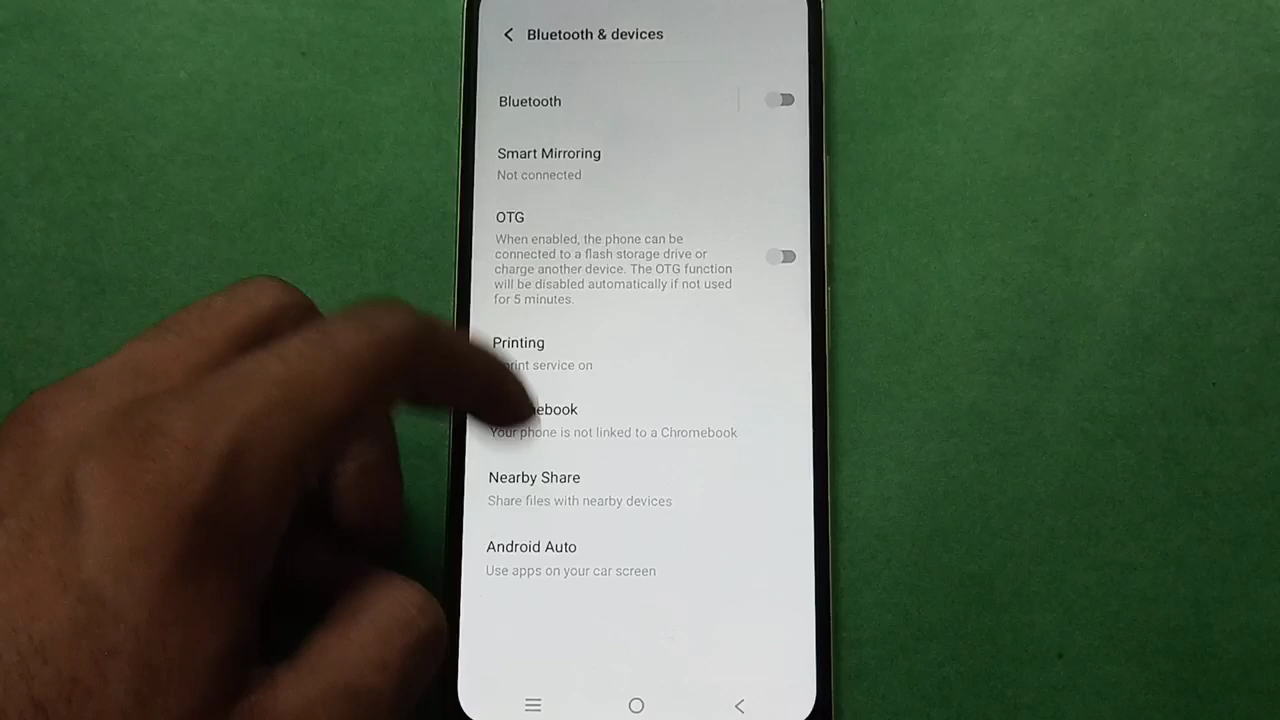 Bluetooth & devices
Bluetooth
Smart Mirroring
Not connected
OTG
When enabled, the phone can be
connected to a flash storage drive or
charge another device. The OTG function
will be disabled automatically if not used
for 5 minutes.
Printing
print service on
ebook
Your phone is not linked to a Chromebook
Nearby Share
Share files with nearby devices
Android Auto
Use apps on your car screen